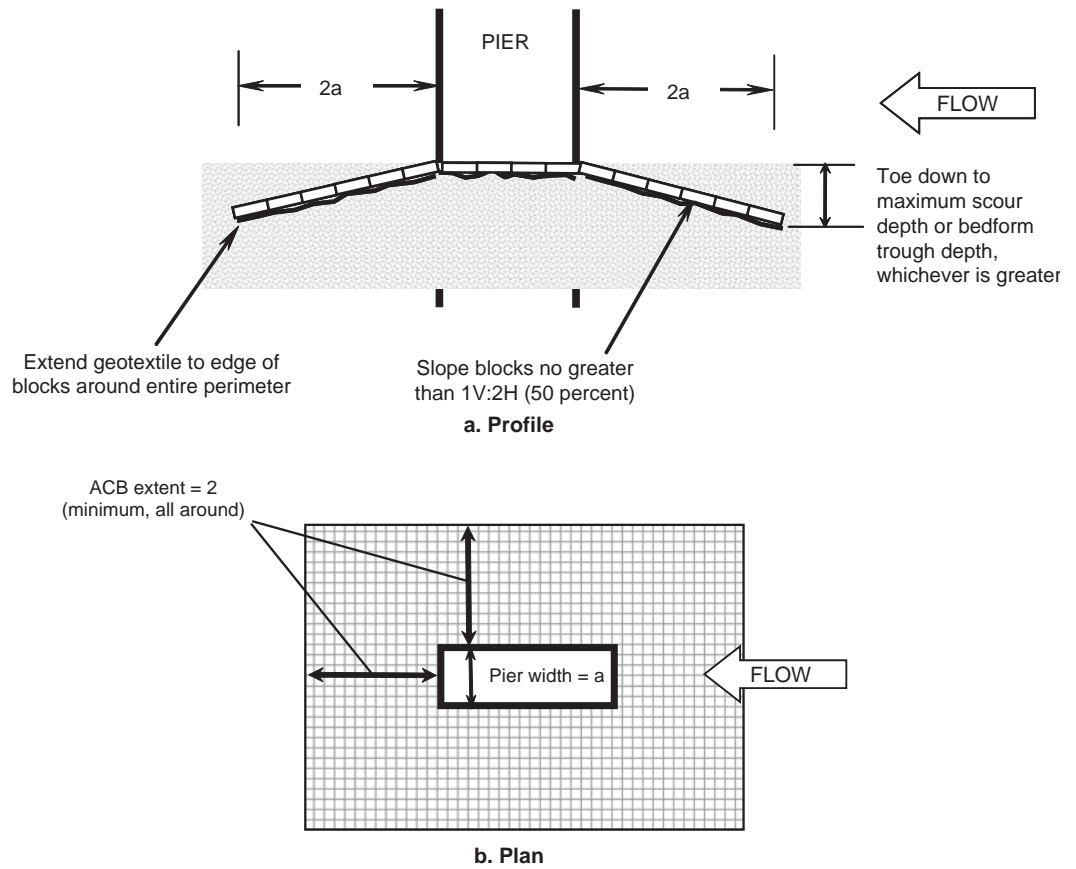 PIER
2a
2a
FLOW
Toe down to
maximum scour
depth or bedform
trough depth,
whichever is greater
Extend geotextile to edge of
blocks around entire perimeter
Slope blocks no greater
than 1V:2H (50 percent)
a. Profile
ACB extent = 2
(minimum, all around)
Pier width = a
FLOW
b. Plan